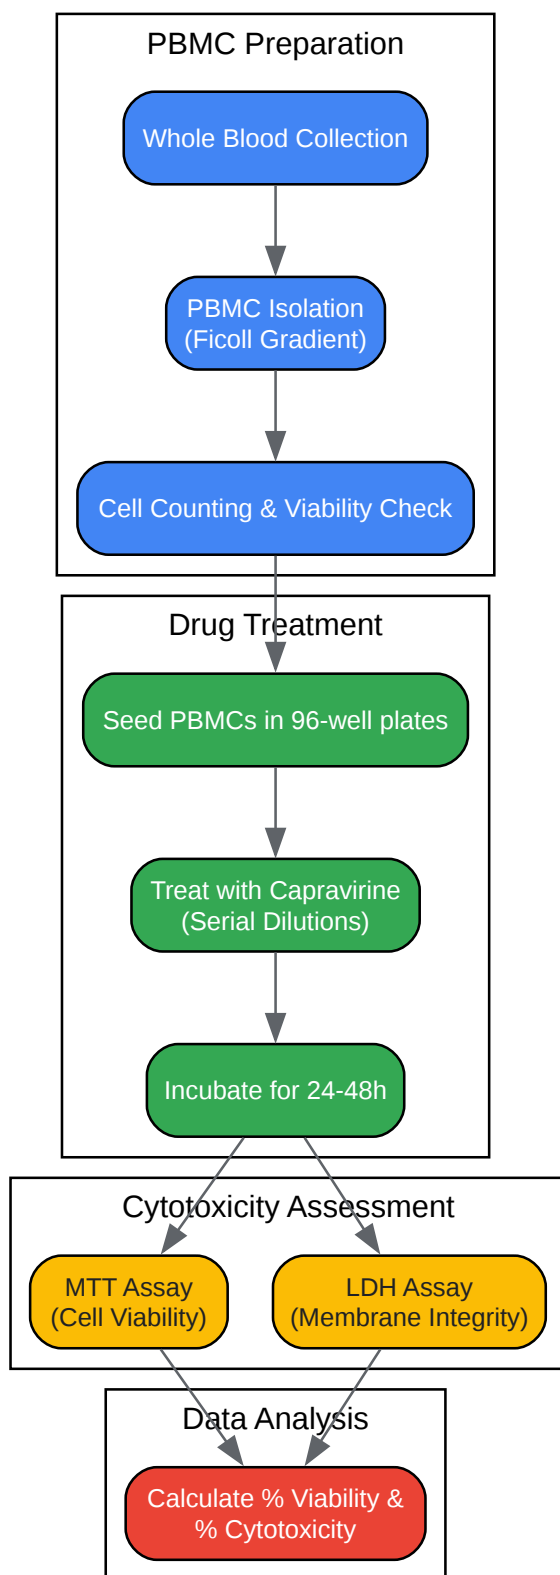 PBMC Preparation
Whole Blood Collection
PBMC Isolation
(Ficoll Gradient)
Cell Counting & Viability Check
Drug Treatment
Seed PBMCs in 96-well plates
Treat with Capravirine
(Serial Dilutions)
Incubate for 24-48h
Cytotoxicity Assessment
MTT Assay
(Cell Viability)
LDH Assay
(Membrane Integrity)
Data Analysis
Calculate % Viability &
% Cytotoxicity